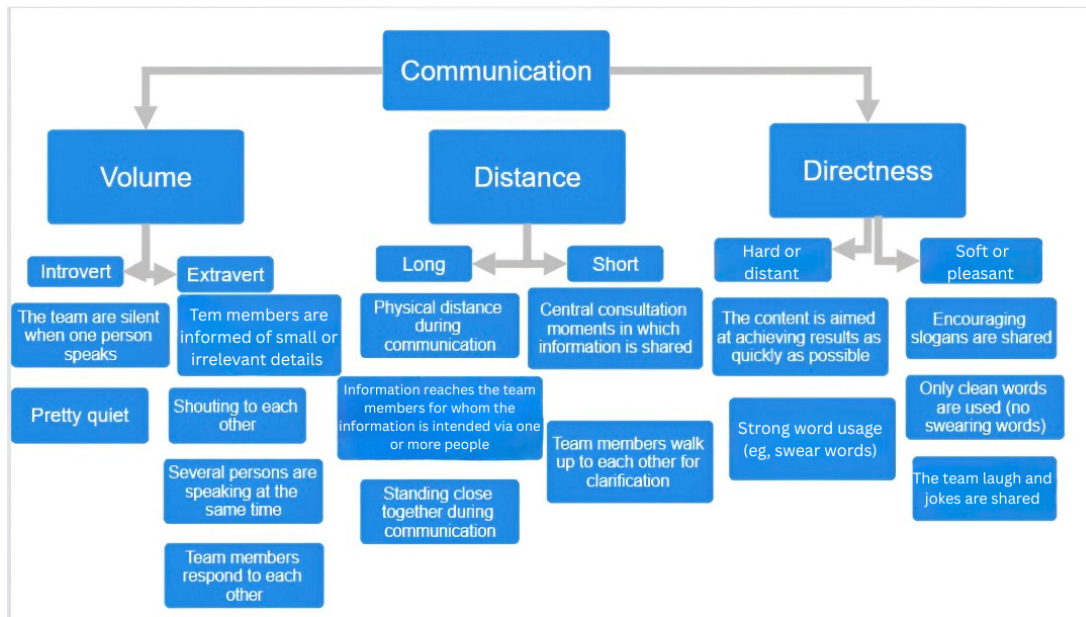 Communication
Volume
Distance
Directness
Introvert
Extravert
Long
Short
Hard or
distant
Soft or
pleasant
The team are silent
when one person
speaks
Pretty quiet
Tem members are
informed of small or
irrelevant details
Shouting to each
other
Several persons are
speaking at the
same time
Team members
respond to each
other
Physical distance
during
communication
Information reaches the team
members for whom the
information is intended via one
or more people
Standing close
together during
communication
Central consultation
moments in which
information is shared
Team members walk
up to each other for
clarification
The content is aimed
at achieving results as
quickly as possible
Strong word usage
(eg, swear words)
Encouraging
slogans are shared
Only clean words
are used (no
swearing words)
The team laugh and
jokes are shared